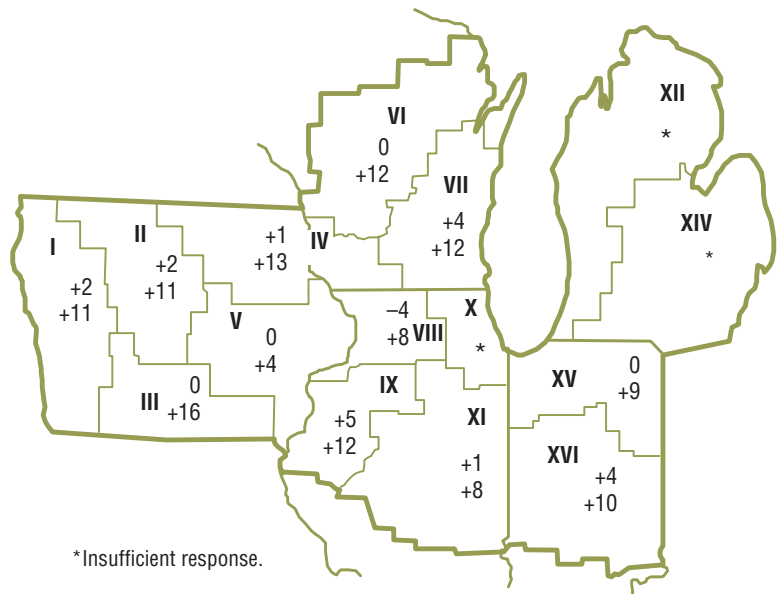 XII
*
VI
0
+12
VII
+4
+12
XIV
*
I
+2
+11
II
+2
+11
+1
+13
IV
V
0
+4
III
0
+16
–4
+8
VIII
X
*
IX
+5
+12
XI
+1
+8
XV
0
+9
XVI
+4
+10
*Insufficient response.